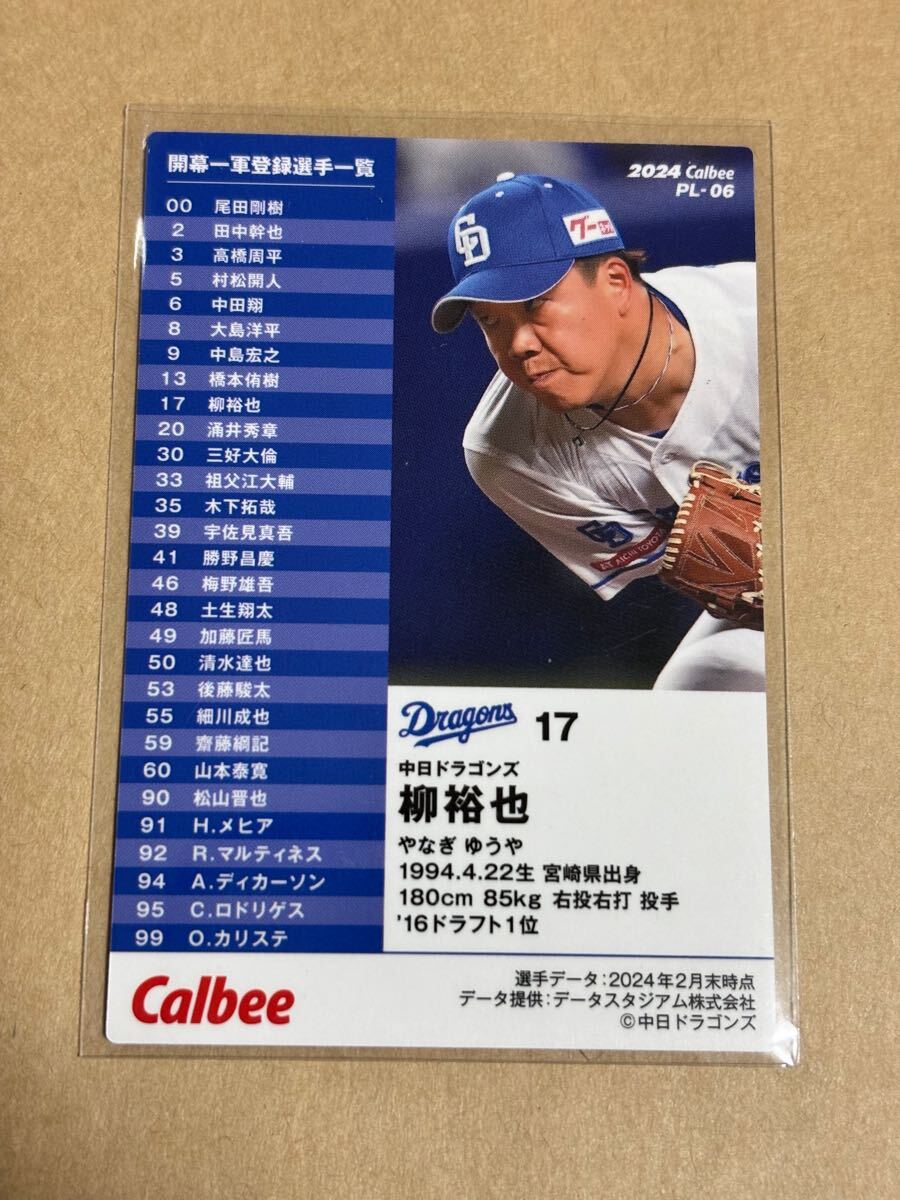 開幕一軍登録選手一覧
00 尾田剛樹
2 田中幹也
3 高橋周平
5 村松開人
6 中田翔
8 大島洋平
9 中島宏之
13 橋本侑樹
17 柳裕也
20 涌井秀章
30 三好大倫
33 祖父江大輔
35 木下拓哉
39 宇佐見真吾
41 勝野昌慶
46 梅野雄吾
48 土生翔太
49 加藤匠馬
50 清水達也
53 後藤駿太
55 細川成也
59 齋藤綱記
60 山本泰寛
90 松山晋也
91 H.メヒア
92 R.マルティネス
94 A.ディカーソン
95 C.ロドリゲス
99 O.カリステ
2024 Calbee
PL-06
CD
グー
AICHI TOYOTA
Dragons 17
中日ドラゴンズ
柳裕也
やなぎ ゆうや
1994.4.22生 宮崎県出身
180cm 85kg 右投右打 投手
'16ドラフト1位
Calbee
選手データ：2024年2月末時点
データ提供：データスタジアム株式会社
©中日ドラゴンズ